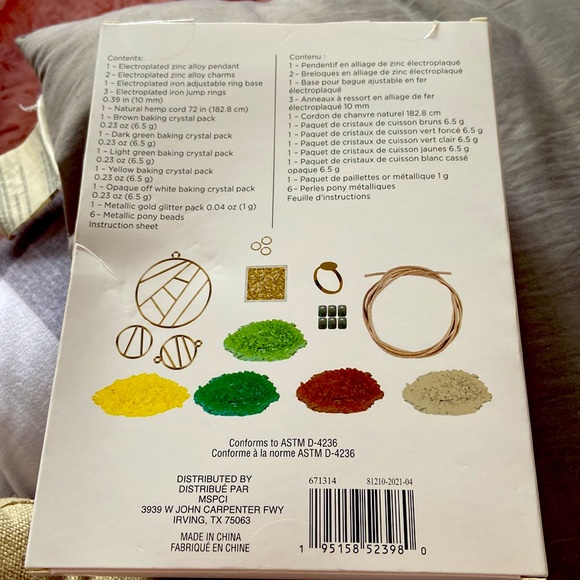 Contents:
1 – Electroplated zinc alloy pendant
2 – Electroplated zinc alloy charms
1 – Electroplated iron adjustable ring base
3 – Electroplated iron jump rings
0.39 in (10 mm)
1 – Natural hemp cord 72 in (182.8 cm)
1 – Brown baking crystal pack
0.23 oz (6.5 g)
1 – Dark green baking crystal pack
0.23 oz (6.5 g)
1 – Light green baking crystal pack
0.23 oz (6.5 g)
1 – Yellow baking crystal pack
0.23 oz (6.5 g)
1 – Opaque off white baking crystal pack
0.23 oz (6.5 g)
1 – Metallic gold glitter pack 0.04 oz (1 g)
6 – Metallic pony beads
Instruction sheet
Contenu :
1 – Pendentif en alliage de zinc électroplaqué
2 – Breloques en alliage de zinc électroplaqué
1 – Base pour bague ajustable en fer
électroplaqué
3 – Anneaux à ressort en alliage de fer
électroplaqué 10 mm
1 – Cordon de chanvre naturel 182.8 cm
1 – Paquet de cristaux de cuisson bruns 6.5 g
1 – Paquet de cristaux de cuisson vert foncé 6.5 g
1 – Paquet de cristaux de cuisson vert clair 6.5 g
1 – Paquet de cristaux de cuisson jaunes 6.5 g
1 – Paquet de cristaux de cuisson blanc cassé
opaque 6.5 g
1 – Paquet de paillettes or métallique 1 g
6 – Perles pony métalliques
Feuille d'instructions
Conforms to ASTM D-4236
Conforme à la norme ASTM D-4236
DISTRIBUTED BY
DISTRIBUÉ PAR
MSPCI
3939 W JOHN CARPENTER FWY
IRVING, TX 75063
MADE IN CHINA
FABRIQUÉ EN CHINE
671314 81210-2021-04
1 95158 52398 0